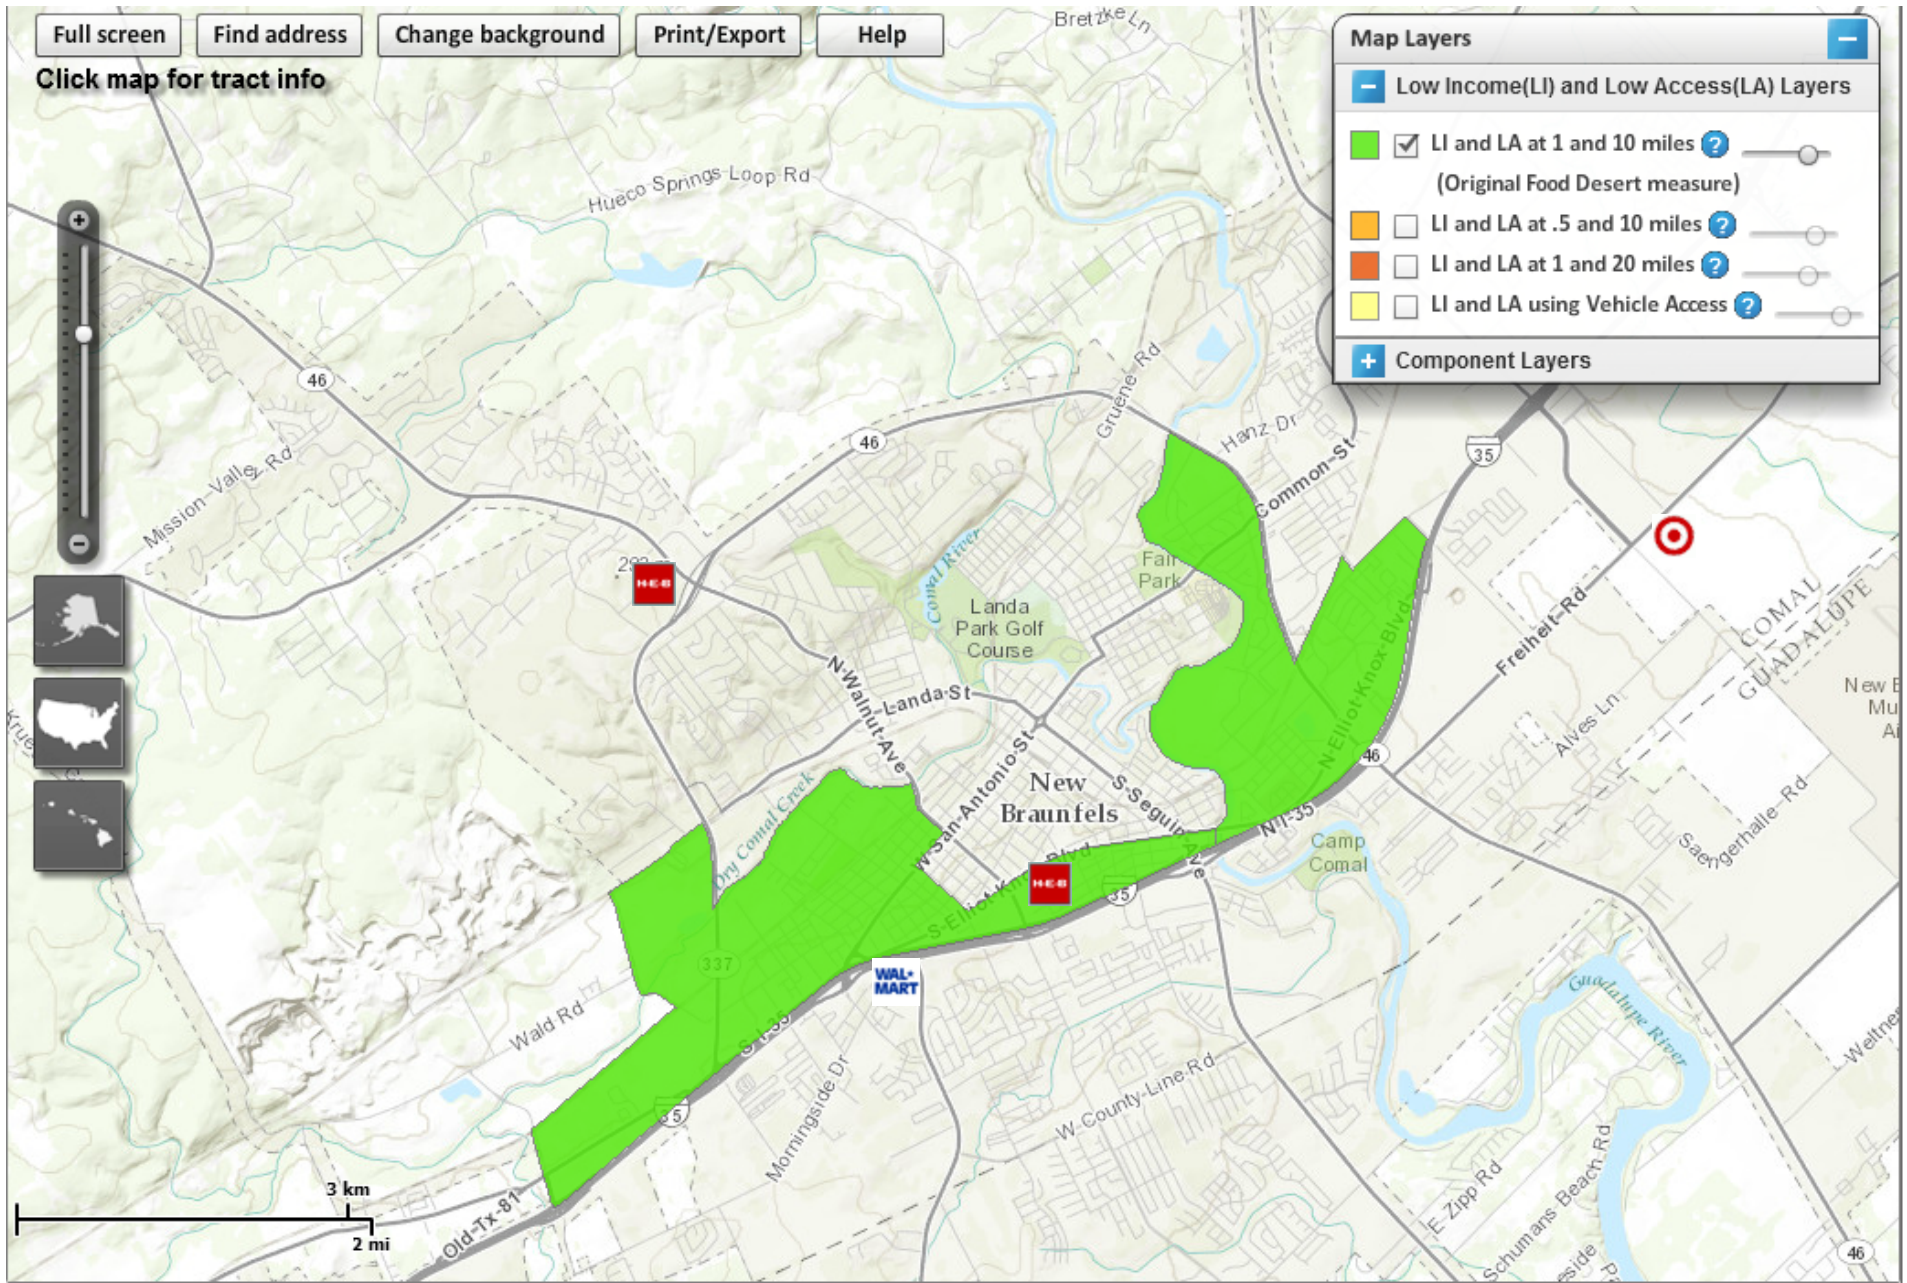 Full screen
Find address
Change background
Print/Export
Help
Click map for tract info
Map Layers
Low Income(LI) and Low Access(LA) Layers
LI and LA at 1 and 10 miles
(Original Food Desert measure)
LI and LA at .5 and 10 miles
LI and LA at 1 and 20 miles
LI and LA using Vehicle Access
Component Layers
Bretzke Ln
Hueco Springs Loop Rd
46
46
Gruene Rd
Hanz Dr
Common-St
35
Mission Valley Rd
H-E-B
Comal River
Fair
Park
Landa
Park Golf
Course
COMAL
GUADALUPE
Freiheit-Rd
N-Walnut-Ave
Landa-St
N-Elliot-Knox-Blvd
Alves Ln
46
New
Braunfels
W-San-Antonio-St
S-Seguin-Ave
N-I-35
Dry Comal Creek
Camp
Comal
Saengerhalle Rd
H-E-B
35
Blvd
337
WAL★
MART
Wald Rd
S-I-35
Guadalupe River
35
Morningside Dr
W County-Line-Rd
E Zipp Rd
Schumans Beach Rd
Old-Tx-81
3 km
2 mi
46